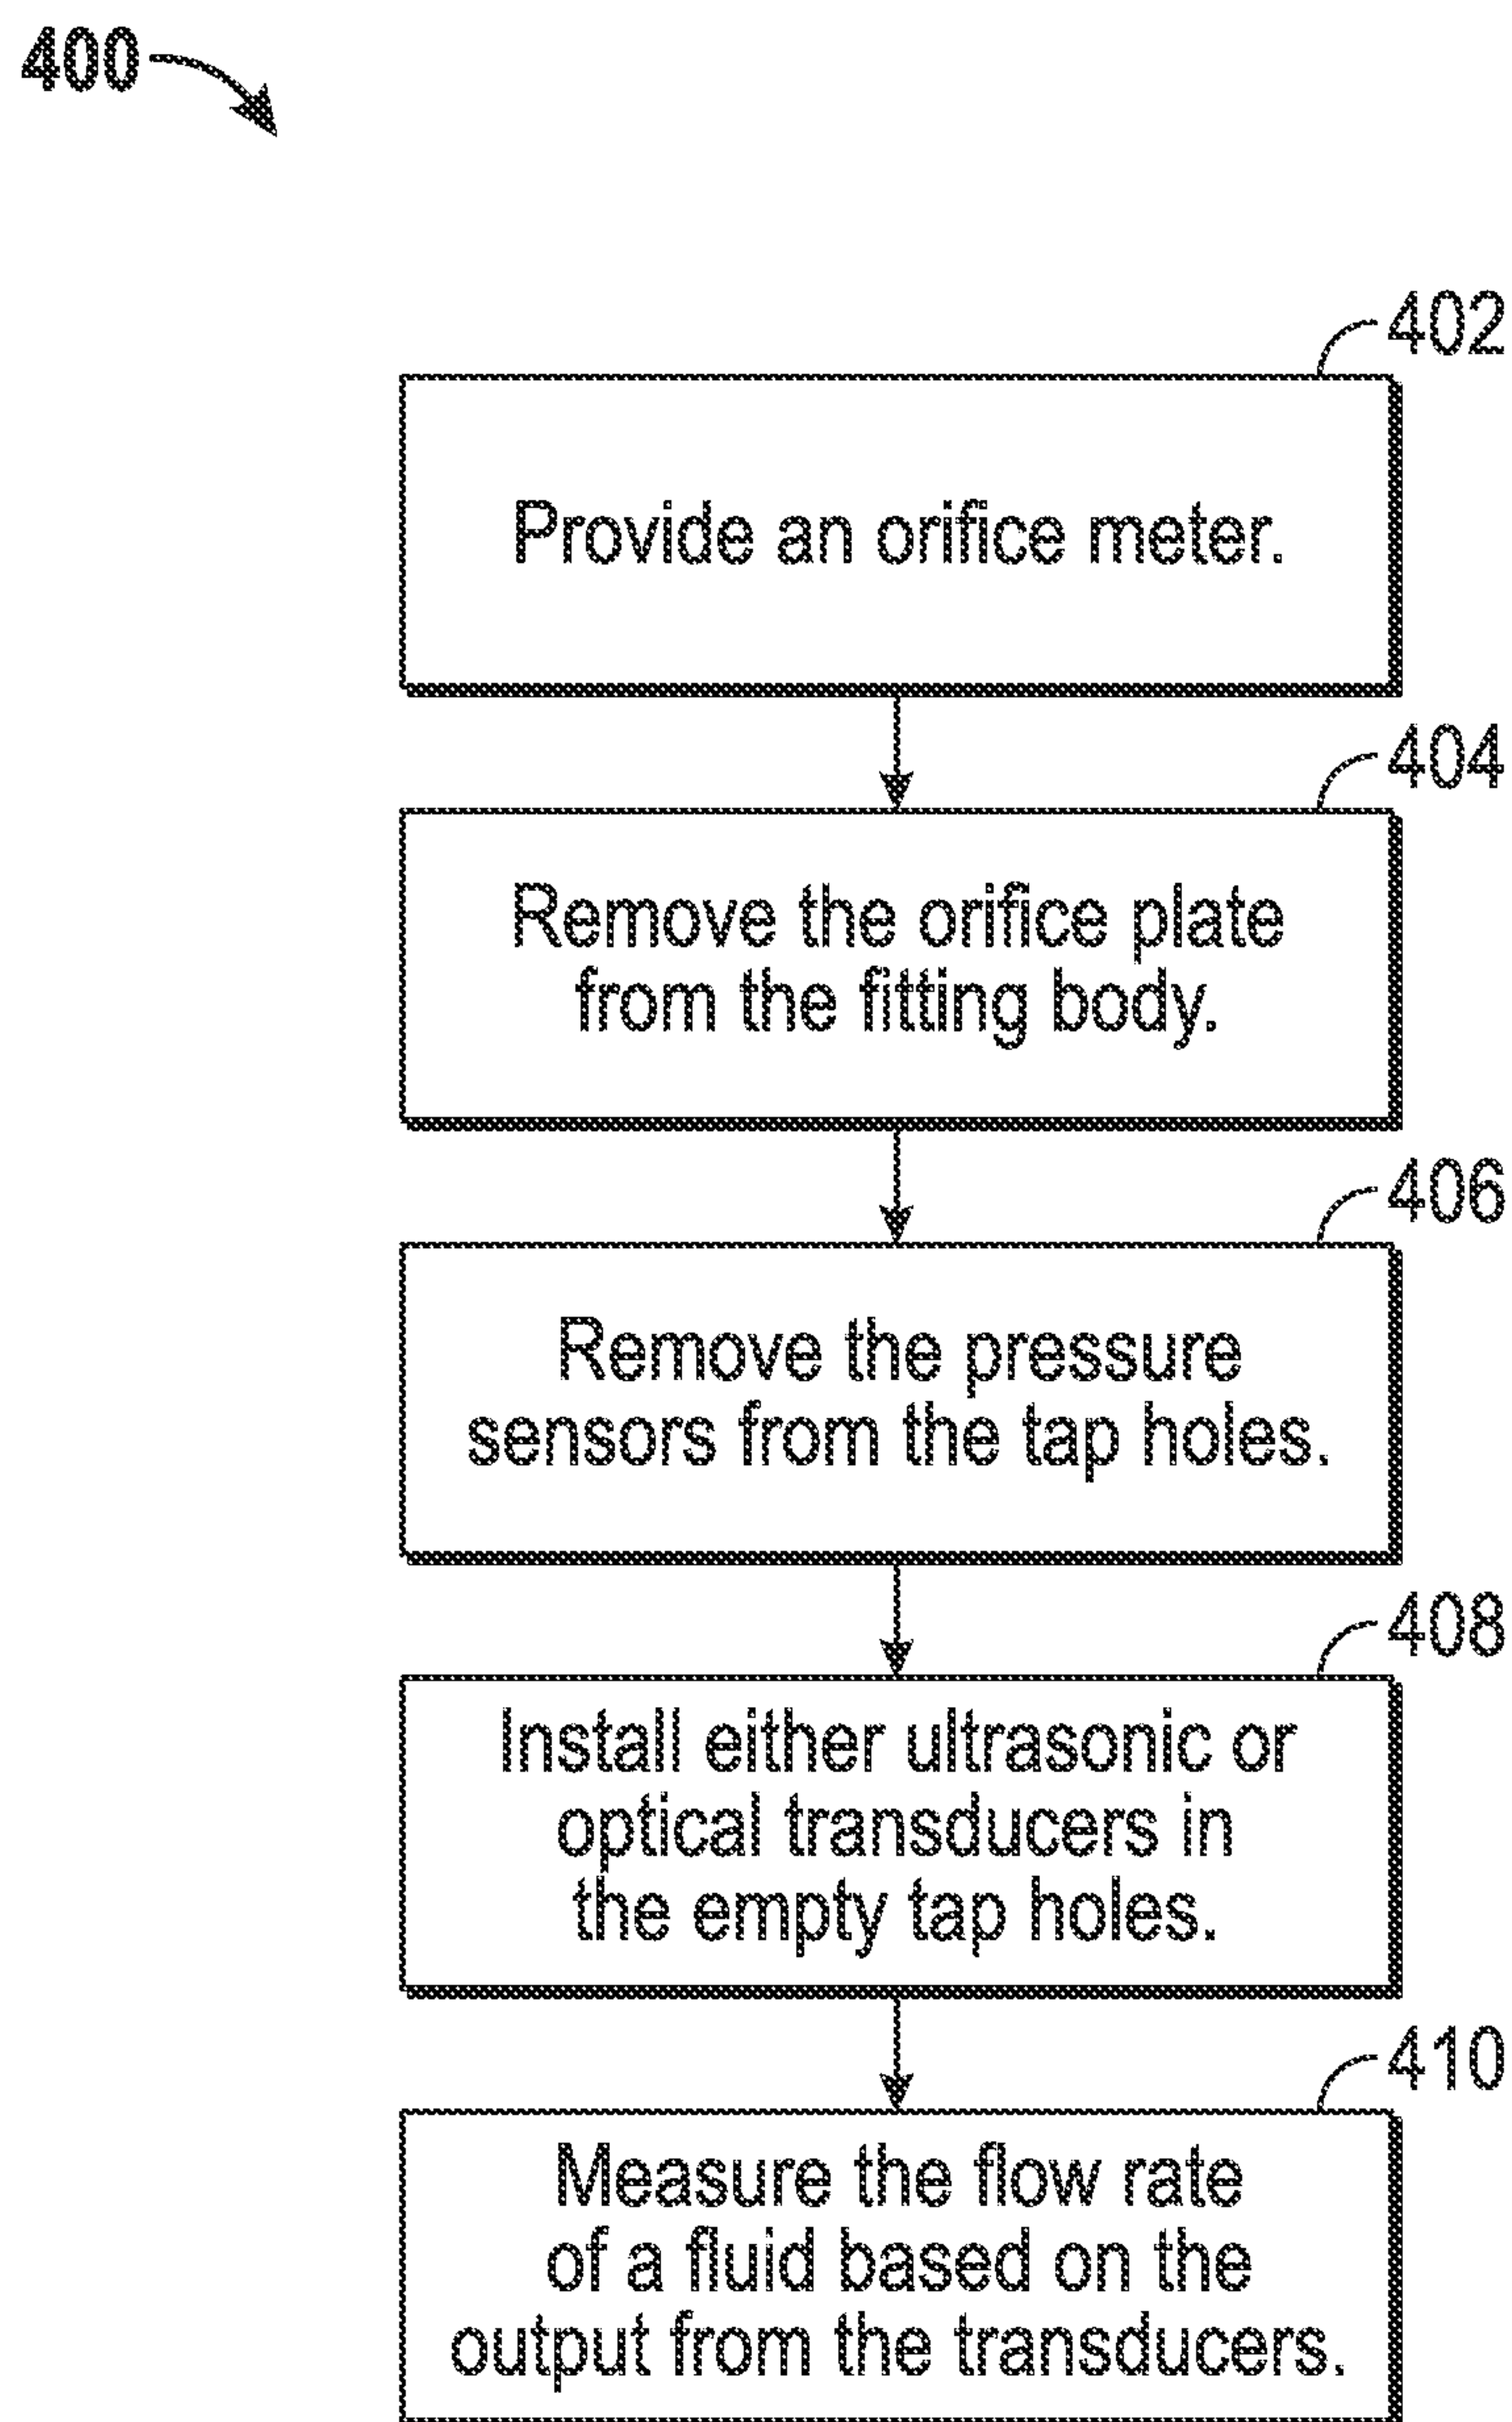 400
402
Provide an orifice meter.
404
Remove the orifice plate
from the fitting body.
406
Remove the pressure
sensors from the tap holes.
408
Install either ultrasonic or
optical transducers in
the empty tap holes.
410
Measure the flow rate
of a fluid based on the
output from the transducers.